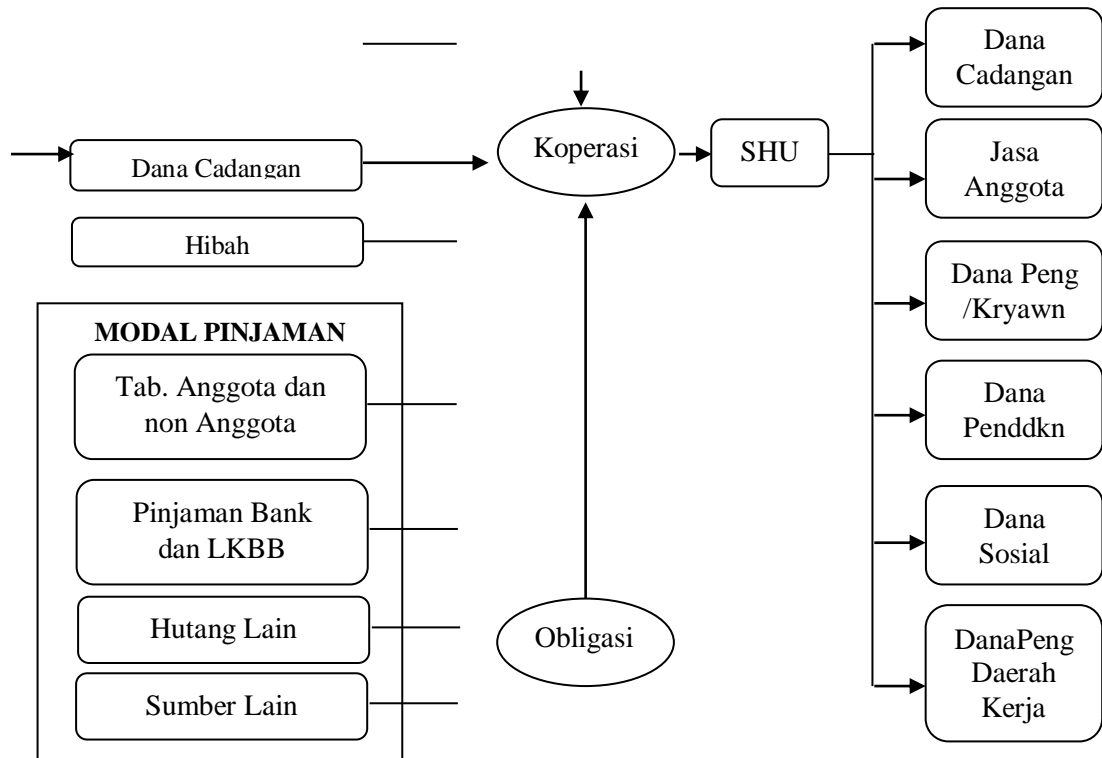 Dana Cadangan
Hibah
MODAL PINJAMAN
Tab. Anggota dan
non Anggota
Pinjaman Bank
dan LKBB
Hutang Lain
Sumber Lain
Koperasi
Obligasi
SHU
Dana
Cadangan
Jasa
Anggota
Dana Peng
/Kryawn
Dana
Penddkn
Dana
Sosial
DanaPeng
Daerah
Kerja